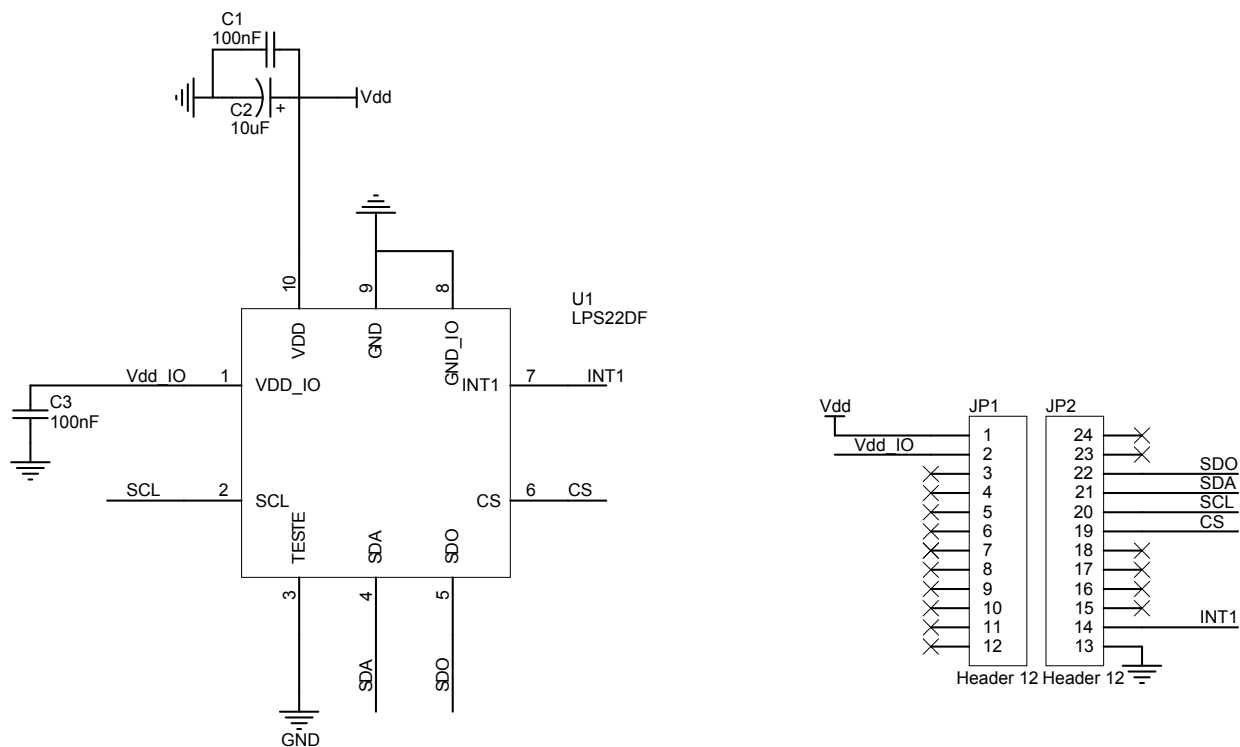 C1
100nF
C2
+
10uF
Vdd
10
9
8
U1
LPS22DF
VDD
GND
GND_IO
Vdd_IO
1
VDD_IO
INT1
7
INT1
C3
100nF
SCL
2
SCL
CS
6
CS
TESTE
SDA
SDO
3
4
5
SDA
SDO
GND
Vdd
JP1
JP2
Vdd_IO
1
2
3
4
5
6
7
8
9
10
11
12
24
23
22
21
20
19
18
17
16
15
14
13
SDO
SDA
SCL
CS
INT1
Header 12
Header 12